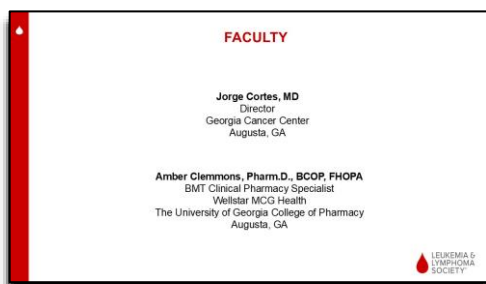 FACULTY
Jorge Cortes, MD
Director
Georgia Cancer Center
Augusta, GA
Amber Clemmons, Pharm.D., BCOP, FHOPA
BMT Clinical Pharmacy Specialist
Wellstar MCG Health
The University of Georgia College of Pharmacy
Augusta, GA
LEUKEMIA &
LYMPHOMA
SOCIETY